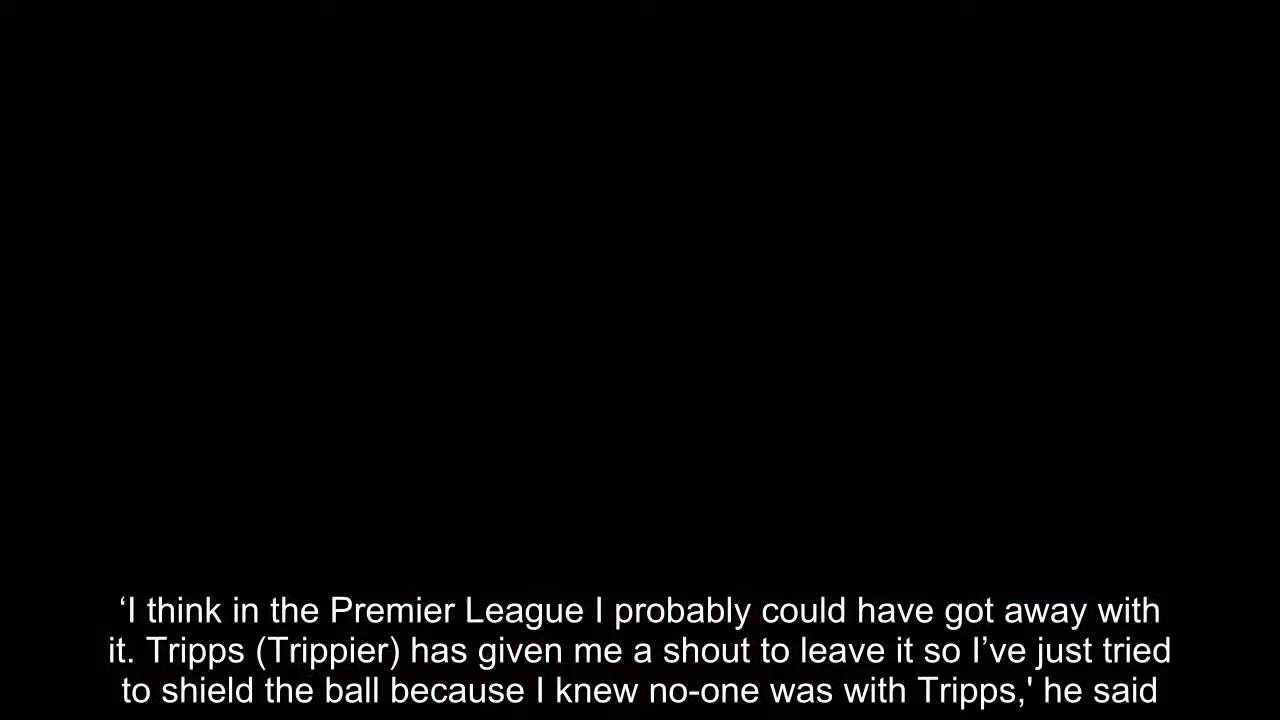 ‘I think in the Premier League I probably could have got away with
it. Tripps (Trippier) has given me a shout to leave it so I’ve just tried
to shield the ball because I knew no-one was with Tripps,' he said